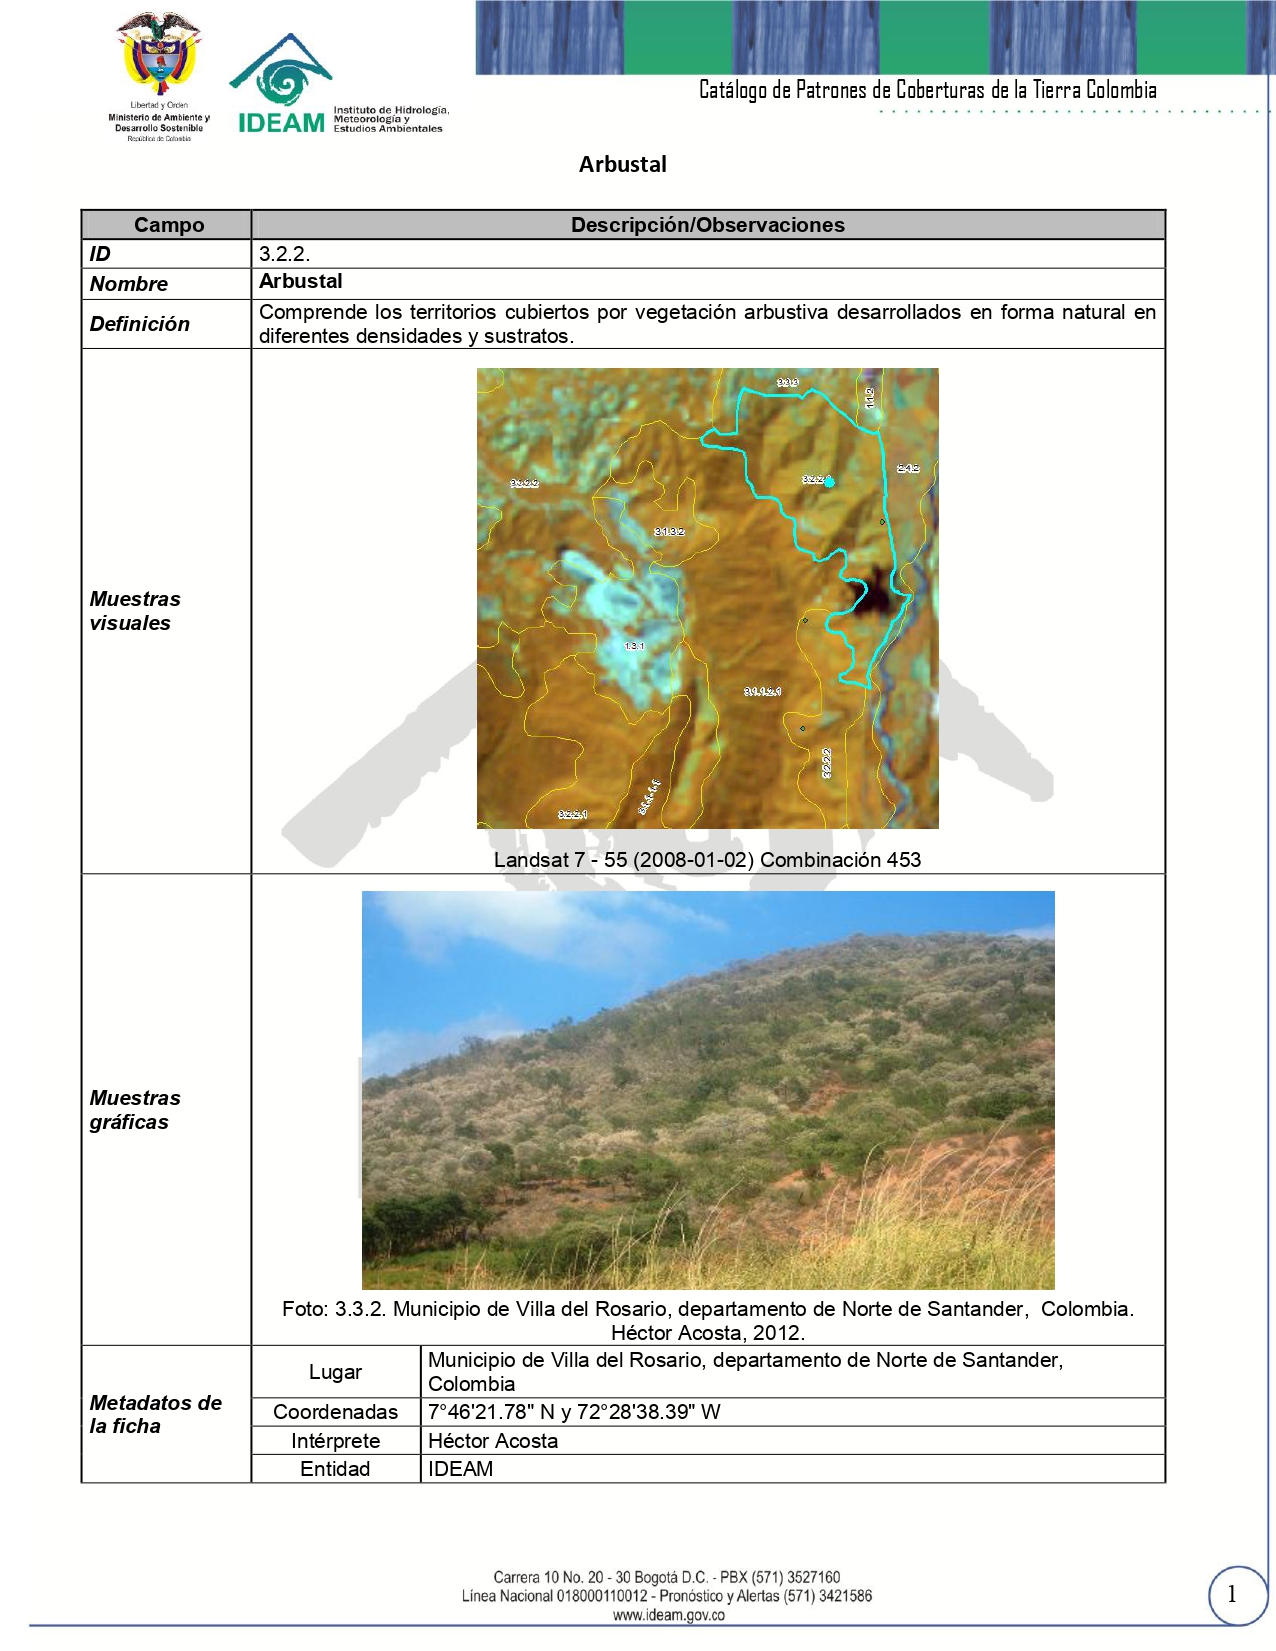 Libertad y Orden
Ministerio de Ambiente y
Desarrollo Sostenible
República de Colombia
IDEAM
Instituto de Hidrología,
Meteorología y
Estudios Ambientales
Catálogo de Patrones de Coberturas de la Tierra Colombia
Arbustal
Campo Descripción/Observaciones
ID 3.2.2.
Nombre Arbustal
Definición Comprende los territorios cubiertos por vegetación arbustiva desarrollados en forma natural en
diferentes densidades y sustratos.
Muestras
visuales
3.3.3
1.1.2
2.4.2
3.2.2
3.1.3.2
1.3.1
3.1.1.2.1
3.2.2.2
3.2.2.1
Landsat 7 - 55 (2008-01-02) Combinación 453
Muestras
gráficas
Foto: 3.3.2. Municipio de Villa del Rosario, departamento de Norte de Santander, Colombia.
Héctor Acosta, 2012.
Metadatos de
la ficha
Lugar Municipio de Villa del Rosario, departamento de Norte de Santander,
Colombia
Coordenadas 7°46'21.78" N y 72°28'38.39" W
Intérprete Héctor Acosta
Entidad IDEAM
Carrera 10 No. 20 - 30 Bogotá D.C. - PBX (571) 3527160
Línea Nacional 018000110012 - Pronóstico y Alertas (571) 3421586
www.ideam.gov.co
1